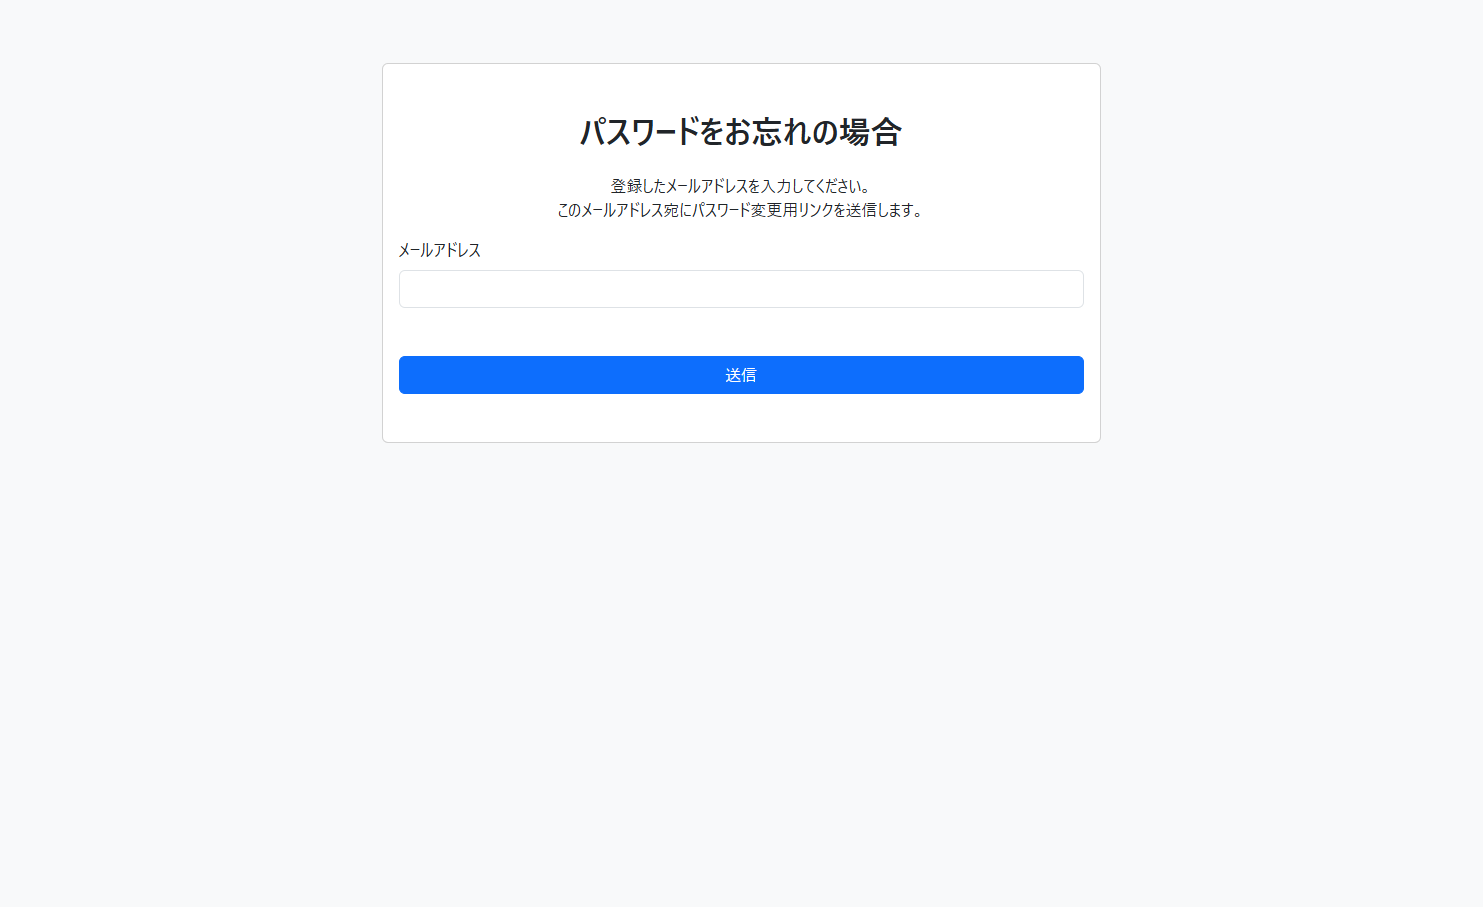 パスワードをお忘れの場合
登録したメールアドレスを入力してください。
このメールアドレス宛にパスワード変更用リンクを送信します。
メールアドレス
送信